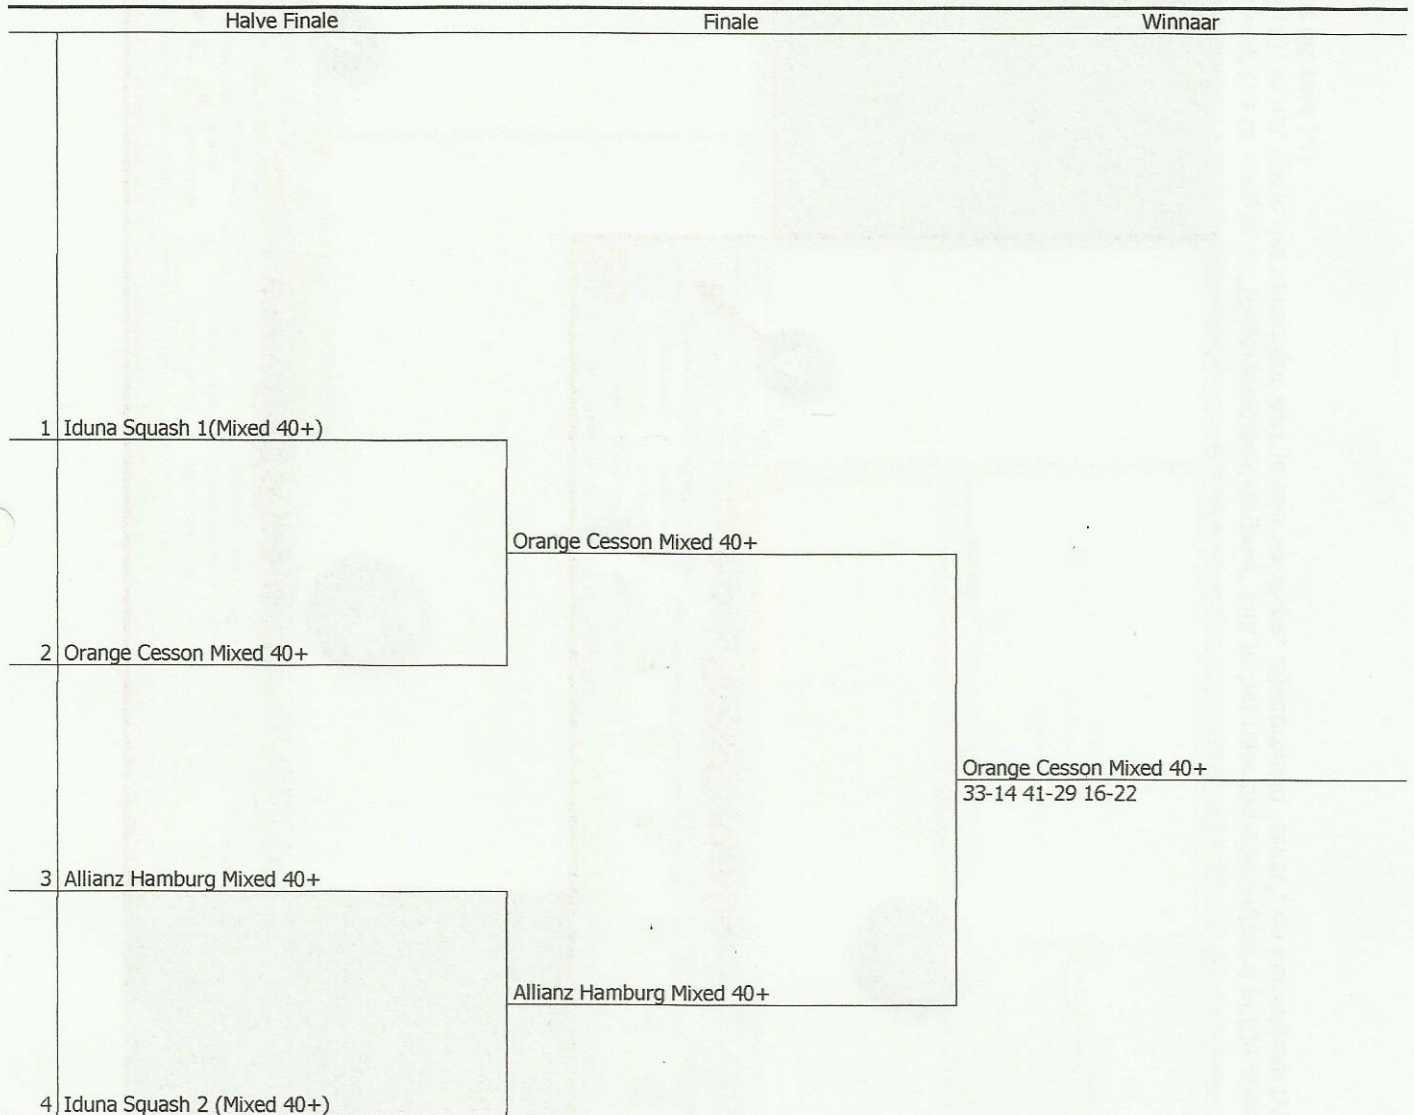 Halve Finale Finale Winnaar
1 Iduna Squash 1(Mixed 40+)
Orange Cesson Mixed 40+
2 Orange Cesson Mixed 40+
Orange Cesson Mixed 40+
33-14 41-29 16-22
3 Allianz Hamburg Mixed 40+
Allianz Hamburg Mixed 40+
4 Iduna Squash 2 (Mixed 40+)